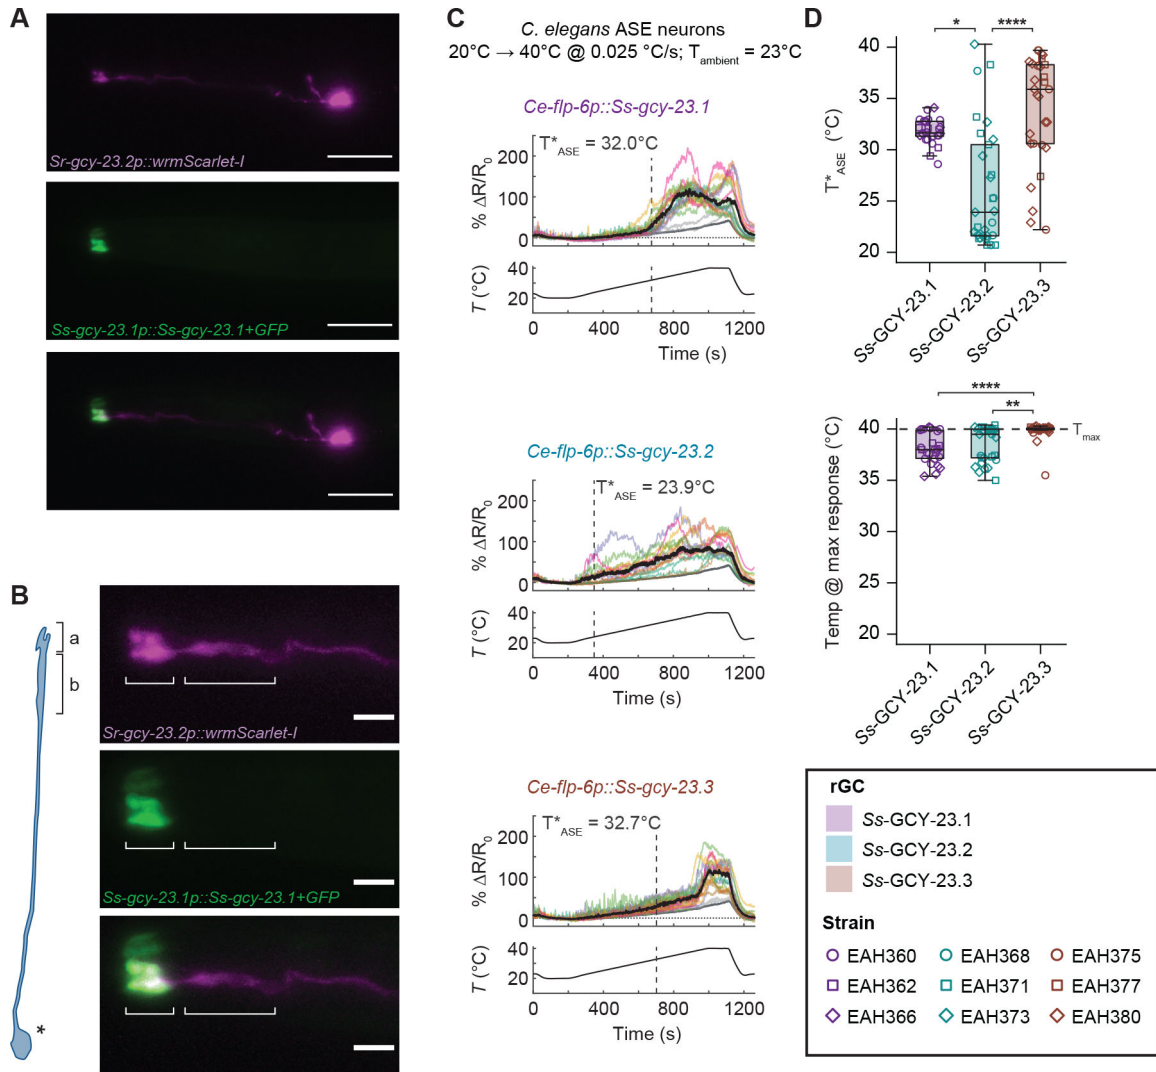 A
Sr-gcy-23.2p::wrmScarlet-I
Ss-gcy-23.1p::Ss-gcy-23.1+GFP
B
a
b
*
Sr-gcy-23.2p::wrmScarlet-I
Ss-gcy-23.1p::Ss-gcy-23.1+GFP
C
C. elegans ASE neurons
20°C → 40°C @ 0.025 °C/s; Tambient = 23°C
Ce-flp-6p::Ss-gcy-23.1
T*ASE = 32.0°C
% ΔR/R0
200
100
0
T (°C)
40
20
0 400 800 1200
Time (s)
Ce-flp-6p::Ss-gcy-23.2
T*ASE = 23.9°C
% ΔR/R0
200
100
0
T (°C)
40
20
0 400 800 1200
Time (s)
Ce-flp-6p::Ss-gcy-23.3
T*ASE = 32.7°C
% ΔR/R0
200
100
0
T (°C)
40
20
0 400 800 1200
Time (s)
D
* ****
T*ASE (°C)
40
35
30
25
20
Ss-GCY-23.1
Ss-GCY-23.2
Ss-GCY-23.3
****
**
Tmax
Temp @ max response (°C)
40
35
30
25
20
Ss-GCY-23.1
Ss-GCY-23.2
Ss-GCY-23.3
rGC
Ss-GCY-23.1
Ss-GCY-23.2
Ss-GCY-23.3
Strain
EAH360 EAH368 EAH375
EAH362 EAH371 EAH377
EAH366 EAH373 EAH380